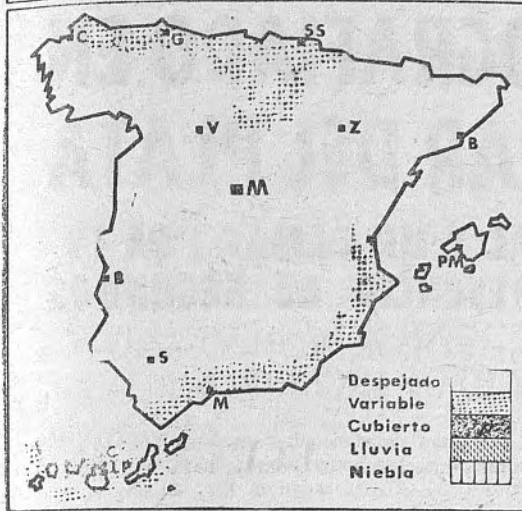 C
G
SS
V
Z
B
M
PM
B
S
M
C
Despejado
Variable
Cubierto
Lluvia
Niebla